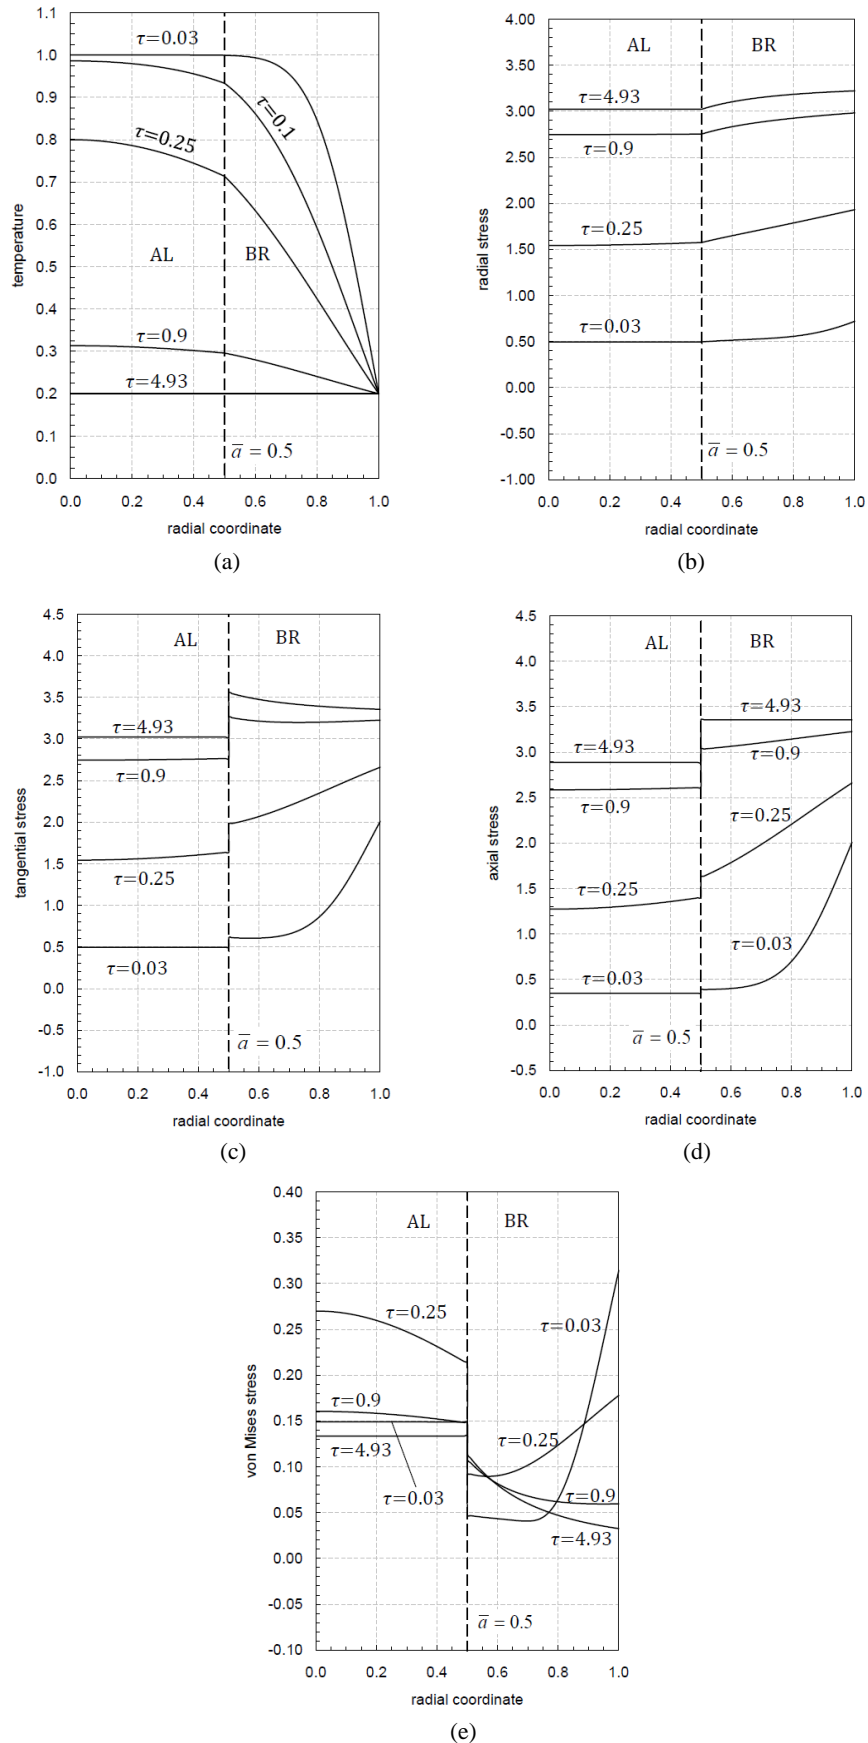 1.1
1.0
0.9
0.8
0.7
0.6
0.5
0.4
0.3
0.2
0.1
0.0
temperature
τ=0.03
τ=0.1
τ=0.25
AL BR
τ=0.9
τ=4.93
a̅ = 0.5
0.0 0.2 0.4 0.6 0.8 1.0
radial coordinate
(a)
4.00
3.50
3.00
2.50
2.00
1.50
1.00
0.50
0.00
-0.50
-1.00
radial stress
AL BR
τ=4.93
τ=0.9
τ=0.25
τ=0.03
a̅ = 0.5
0.0 0.2 0.4 0.6 0.8 1.0
radial coordinate
(b)
4.5
4.0
3.5
3.0
2.5
2.0
1.5
1.0
0.5
0.0
-0.5
-1.0
tangential stress
AL BR
τ=4.93
τ=0.9
τ=0.25
τ=0.03
a̅ = 0.5
0.0 0.2 0.4 0.6 0.8 1.0
radial coordinate
(c)
4.5
4.0
3.5
3.0
2.5
2.0
1.5
1.0
0.5
0.0
-0.5
axial stress
AL BR
τ=4.93
τ=4.93
τ=0.9
τ=0.9
τ=0.25
τ=0.25
τ=0.03
τ=0.03
a̅ = 0.5
0.0 0.2 0.4 0.6 0.8 1.0
radial coordinate
(d)
0.40
0.35
0.30
0.25
0.20
0.15
0.10
0.05
0.00
-0.05
-0.10
von Mises stress
AL BR
τ=0.25
τ=0.03
τ=0.9
τ=0.25
τ=4.93
τ=0.03
τ=0.9
τ=4.93
a̅ = 0.5
0.0 0.2 0.4 0.6 0.8 1.0
radial coordinate
(e)